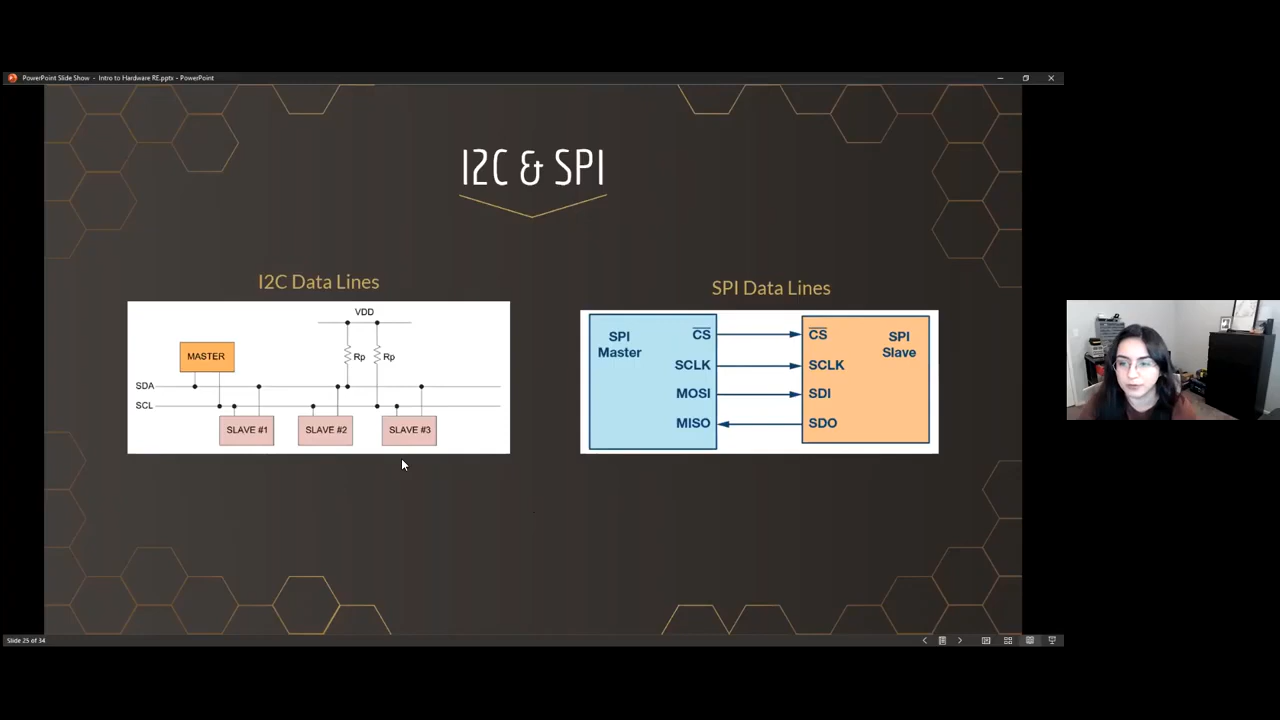 PowerPoint Slide Show - Intro to Hardware RE.pptx - PowerPoint
I2C & SPI
I2C Data Lines
VDD
MASTER
Rp
Rp
SDA
SCL
SLAVE #1
SLAVE #2
SLAVE #3
SPI Data Lines
SPI
Master
CS
SCLK
MOSI
MISO
CS
SCLK
SDI
SDO
SPI
Slave
Slide 25 of 34